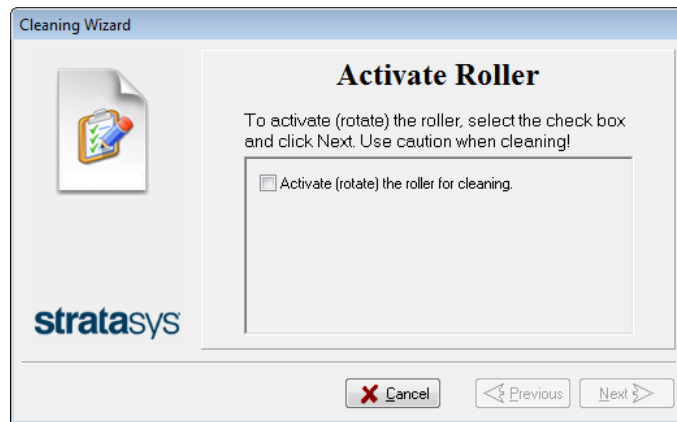 Cleaning Wizard
Activate Roller
To activate (rotate) the roller, select the check box
and click Next. Use caution when cleaning!
Activate (rotate) the roller for cleaning.
stratasys
Cancel
Previous
Next